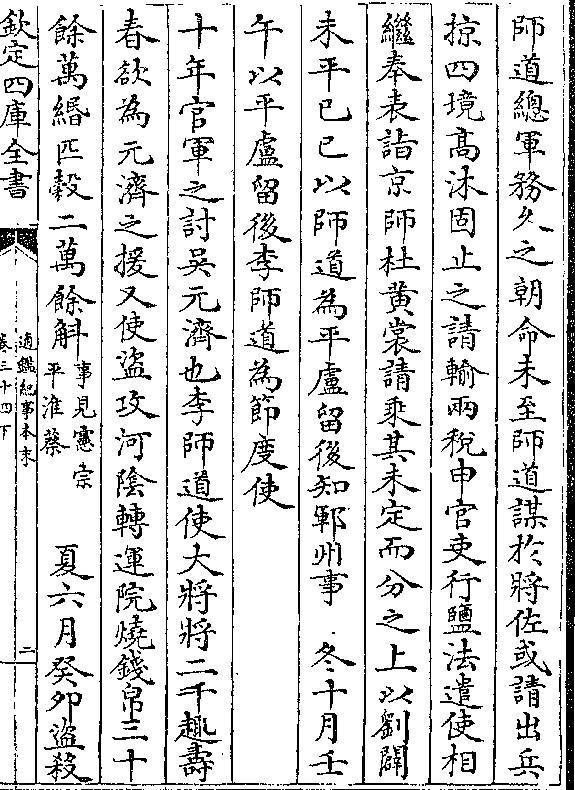 師道總軍務久之朝命未至師道謀於將佐或請出兵
掠四境高沐固止之請輸兩稅申官吏行鹽法遣使相
繼奉表詣京師杜黄裳請乘其未定而分之上以劉闢
未平己巳以師道為平盧留後知鄆州事　冬十月壬
午以平盧留後李師道為節度使
十年官軍之討吳元濟也李師道使大將將二千趣壽
春欲為元濟之援又使盜攻河陰轉運院燒錢帛三十
餘萬緡匹穀二萬餘斛事見憲宗平淮蔡　夏六月癸卯盜殺
欽定四庫全書
通鑑紀事本末
卷三十四下
二